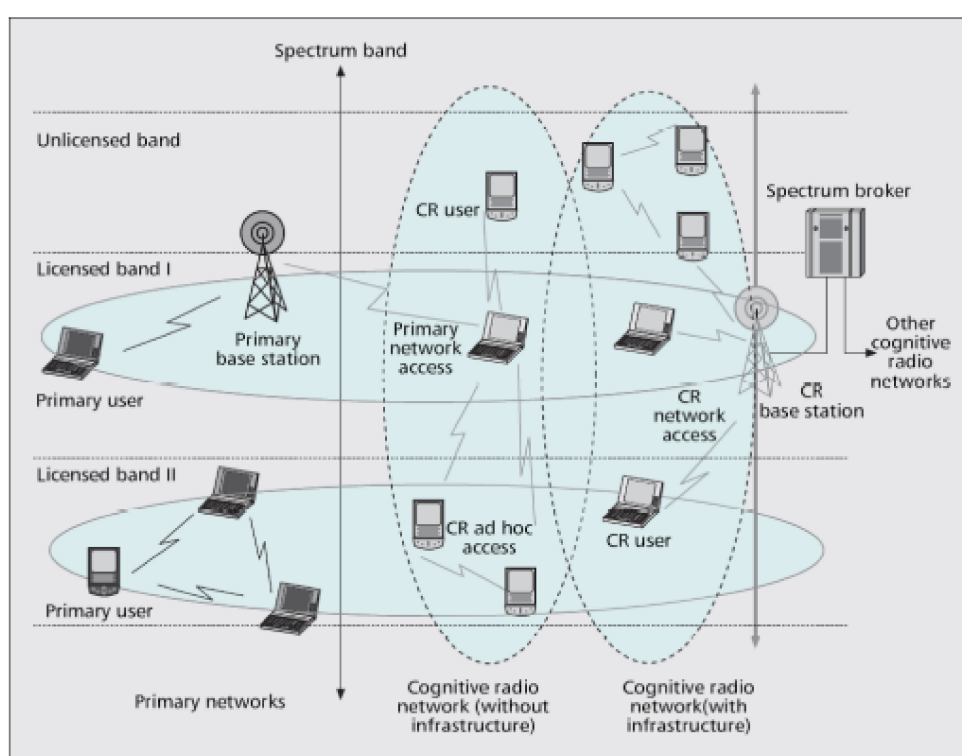 Spectrum band
Unlicensed band
CR user
Spectrum broker
Licensed band I
Primary
base station
Primary
network
access
Other
cognitive
radio
networks
Primary user
CR
network
access
CR
base station
Licensed band II
CR ad hoc
access
CR user
Primary user
Primary networks
Cognitive radio
network (without
infrastructure)
Cognitive radio
network(with
infrastructure)